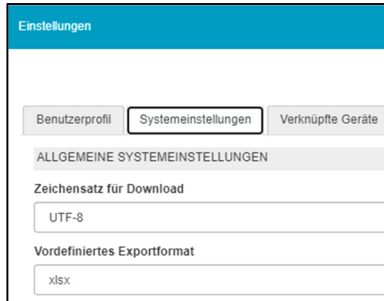 Einstellungen
Benutzerprofil Systemeinstellungen Verknüpfte Geräte
ALLGEMEINE SYSTEMEINSTELLUNGEN
Zeichensatz für Download
UTF-8
Vordefiniertes Exportformat
xlsx